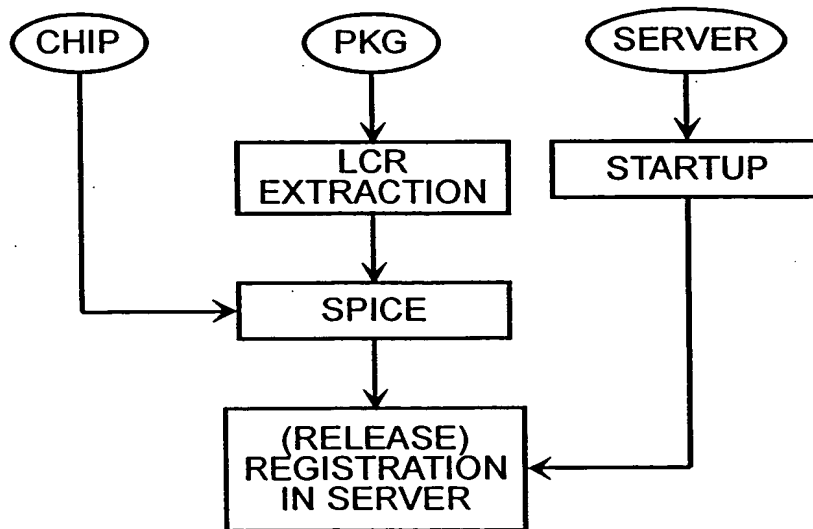 CHIP
PKG
SERVER
LCR
EXTRACTION
STARTUP
SPICE
(RELEASE)
REGISTRATION
IN SERVER